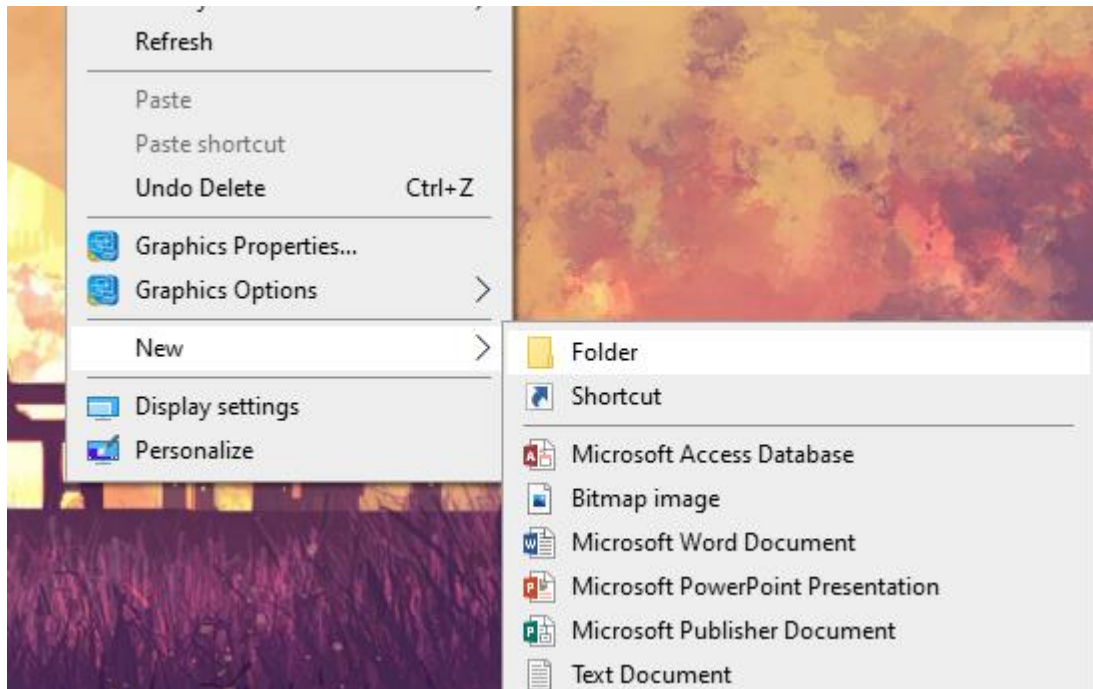 Refresh
Paste
Paste shortcut
Undo Delete Ctrl+Z
Graphics Properties...
Graphics Options
New
Display settings
Personalize
Folder
Shortcut
Microsoft Access Database
Bitmap image
Microsoft Word Document
Microsoft PowerPoint Presentation
Microsoft Publisher Document
Text Document